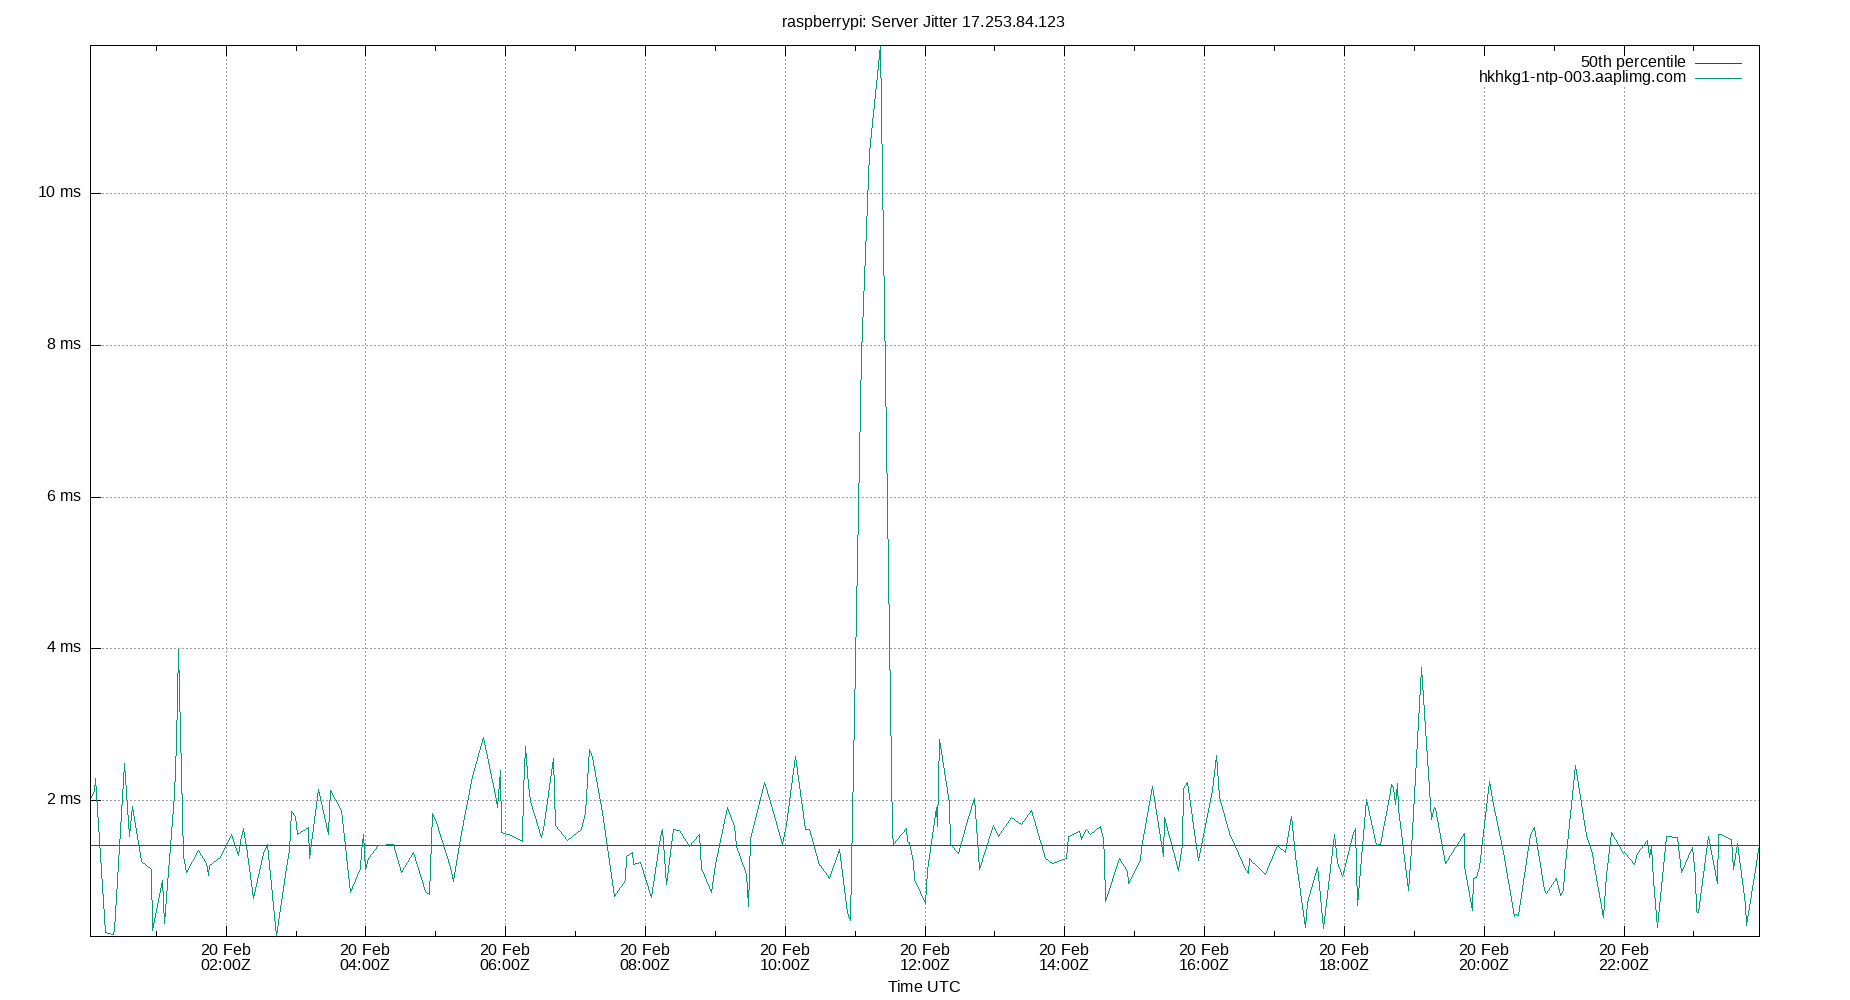 raspberrypi: Server Jitter 17.253.84.123
50th percentile
hkhkg1-ntp-003.aaplimg.com
10 ms
8 ms
6 ms
4 ms
2 ms
20 Feb 20 Feb 20 Feb 20 Feb 20 Feb 20 Feb 20 Feb 20 Feb 20 Feb 20 Feb 20 Feb
02:00Z 04:00Z 06:00Z 08:00Z 10:00Z 12:00Z 14:00Z 16:00Z 18:00Z 20:00Z 22:00Z
Time UTC